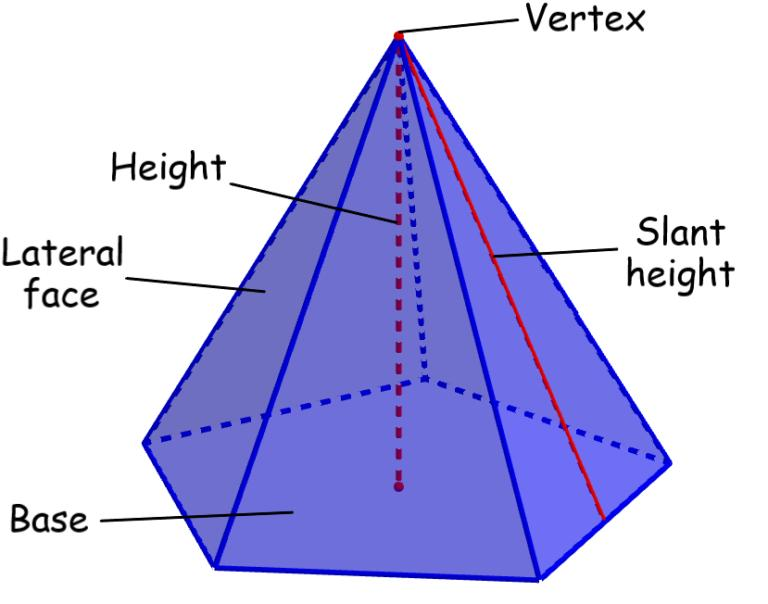 Vertex
Height
Lateral
face
Slant
height
Base